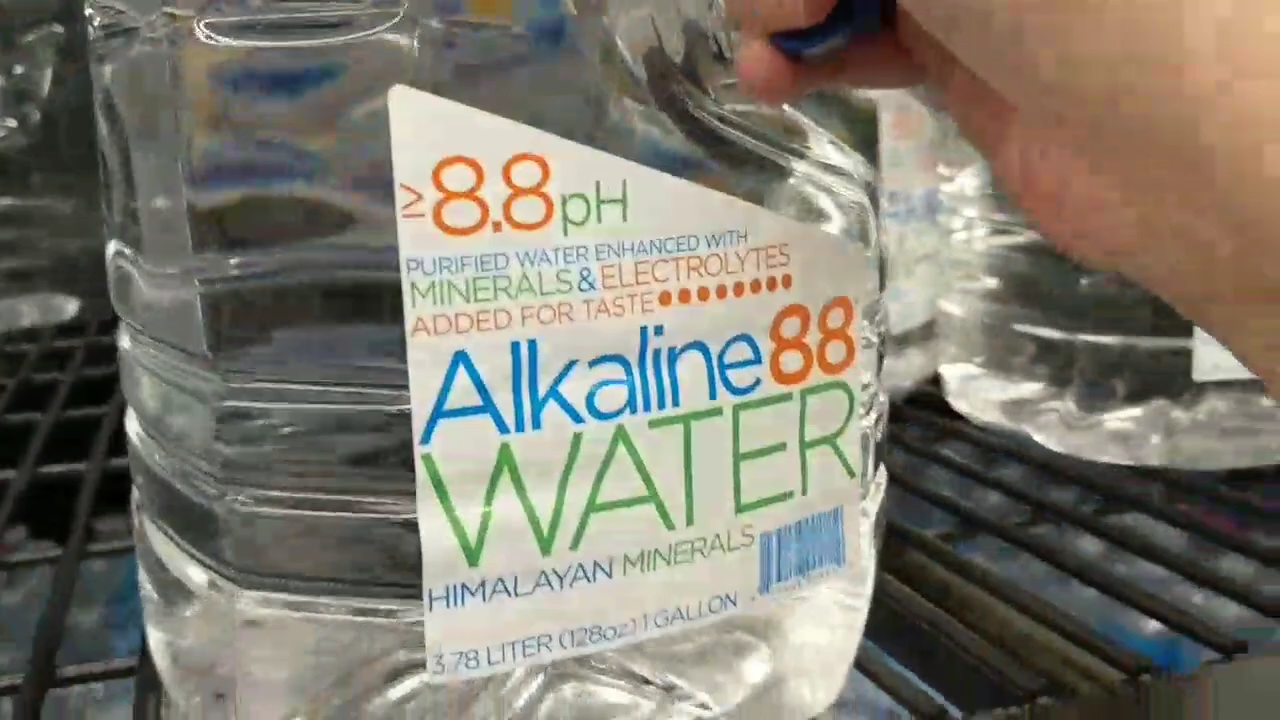 ≥8.8pH
PURIFIED WATER ENHANCED WITH
MINERALS & ELECTROLYTES
ADDED FOR TASTE
Alkaline88
WATER
HIMALAYAN MINERALS
3.78 LITER (128oz) 1 GALLON